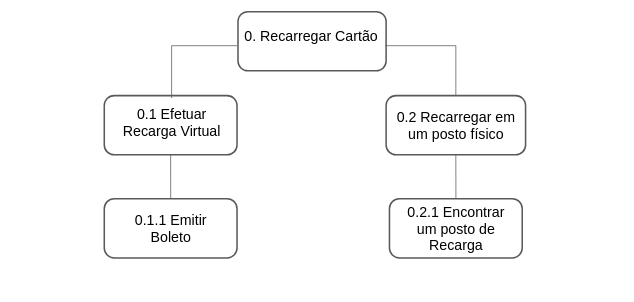 0. Recarregar Cartão
0.1 Efetuar
Recarga Virtual
0.2 Recarregar em
um posto físico
0.1.1 Emitir
Boleto
0.2.1 Encontrar
um posto de
Recarga